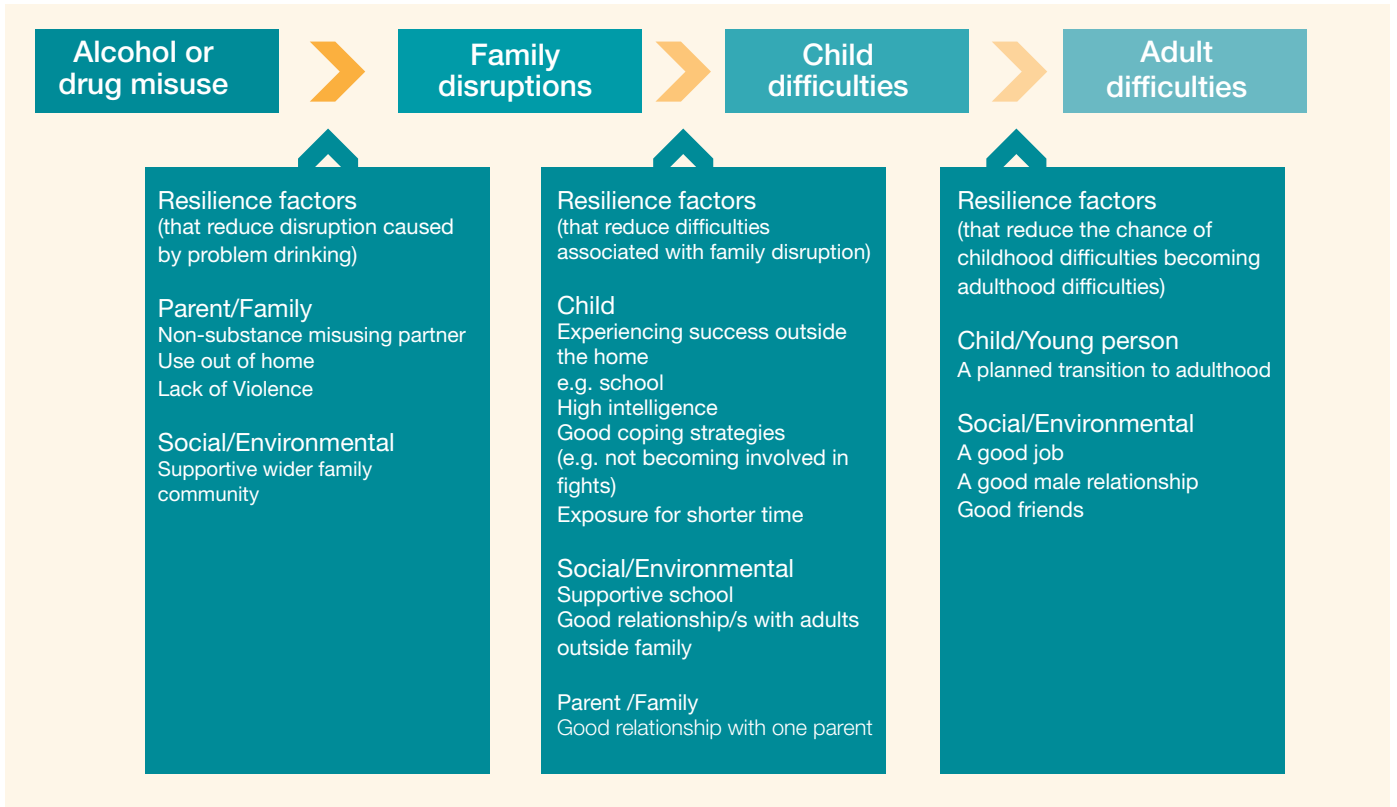 Alcohol or
drug misuse
Family
disruptions
Child
difficulties
Adult
difficulties
Resilience factors
(that reduce disruption caused
by problem drinking)
Parent/Family
Non-substance misusing partner
Use out of home
Lack of Violence
Social/Environmental
Supportive wider family
community
Resilience factors
(that reduce difficulties
associated with family disruption)
Child
Experiencing success outside
the home
e.g. school
High intelligence
Good coping strategies
(e.g. not becoming involved in
fights)
Exposure for shorter time
Social/Environmental
Supportive school
Good relationship/s with adults
outside family
Parent /Family
Good relationship with one parent
Resilience factors
(that reduce the chance of
childhood difficulties becoming
adulthood difficulties)
Child/Young person
A planned transition to adulthood
Social/Environmental
A good job
A good male relationship
Good friends